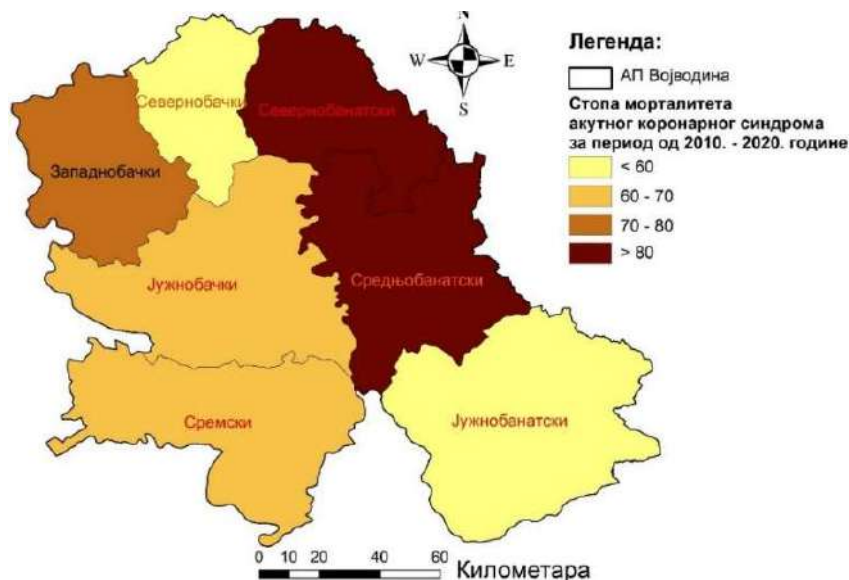 N
W
E
S
Легенда:
АП Војводина
Стопа морталитета
акутног коронарног синдрома
за период од 2010. - 2020. године
< 60
60 - 70
70 - 80
> 80
Севернобачки
Севернобанатски
Западнобачки
Јужнобачки
Средњобанатски
Сремски
Јужнобанатски
0 10 20 40 60
Километара